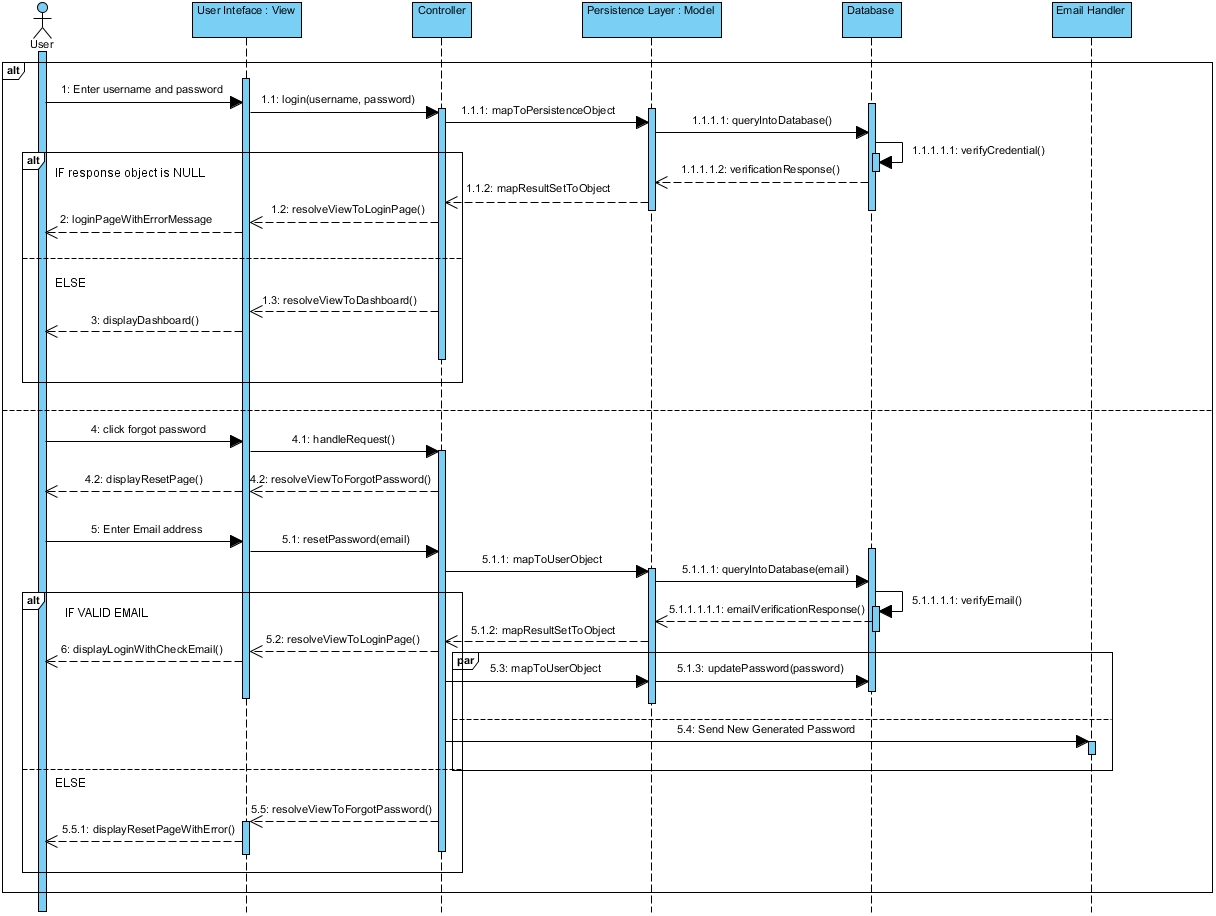 User Inteface : View
Controller
Persistence Layer : Model
Database
Email Handler
User
alt
1: Enter username and password
1.1: login(username, password)
1.1.1: mapToPersistenceObject
1.1.1.1: queryIntoDatabase()
1.1.1.1.1: verifyCredential()
alt
IF response object is NULL
1.1.1.1.2: verificationResponse()
1.1.2: mapResultSetToObject
1.2: resolveViewToLoginPage()
2: loginPageWithErrorMessage
ELSE
1.3: resolveViewToDashboard()
3: displayDashboard()
4: click forgot password
4.1: handleRequest()
4.2: displayResetPage()
4.2: resolveViewToForgotPassword()
5: Enter Email address
5.1: resetPassword(email)
5.1.1: mapToUserObject
5.1.1.1: queryIntoDatabase(email)
5.1.1.1.1: verifyEmail()
alt
IF VALID EMAIL
5.1.1.1.1.1: emailVerificationResponse()
5.1.2: mapResultSetToObject
5.2: resolveViewToLoginPage()
6: displayLoginWithCheckEmail()
par
5.3: mapToUserObject
5.1.3: updatePassword(password)
5.4: Send New Generated Password
ELSE
5.5: resolveViewToForgotPassword()
5.5.1: displayResetPageWithError()